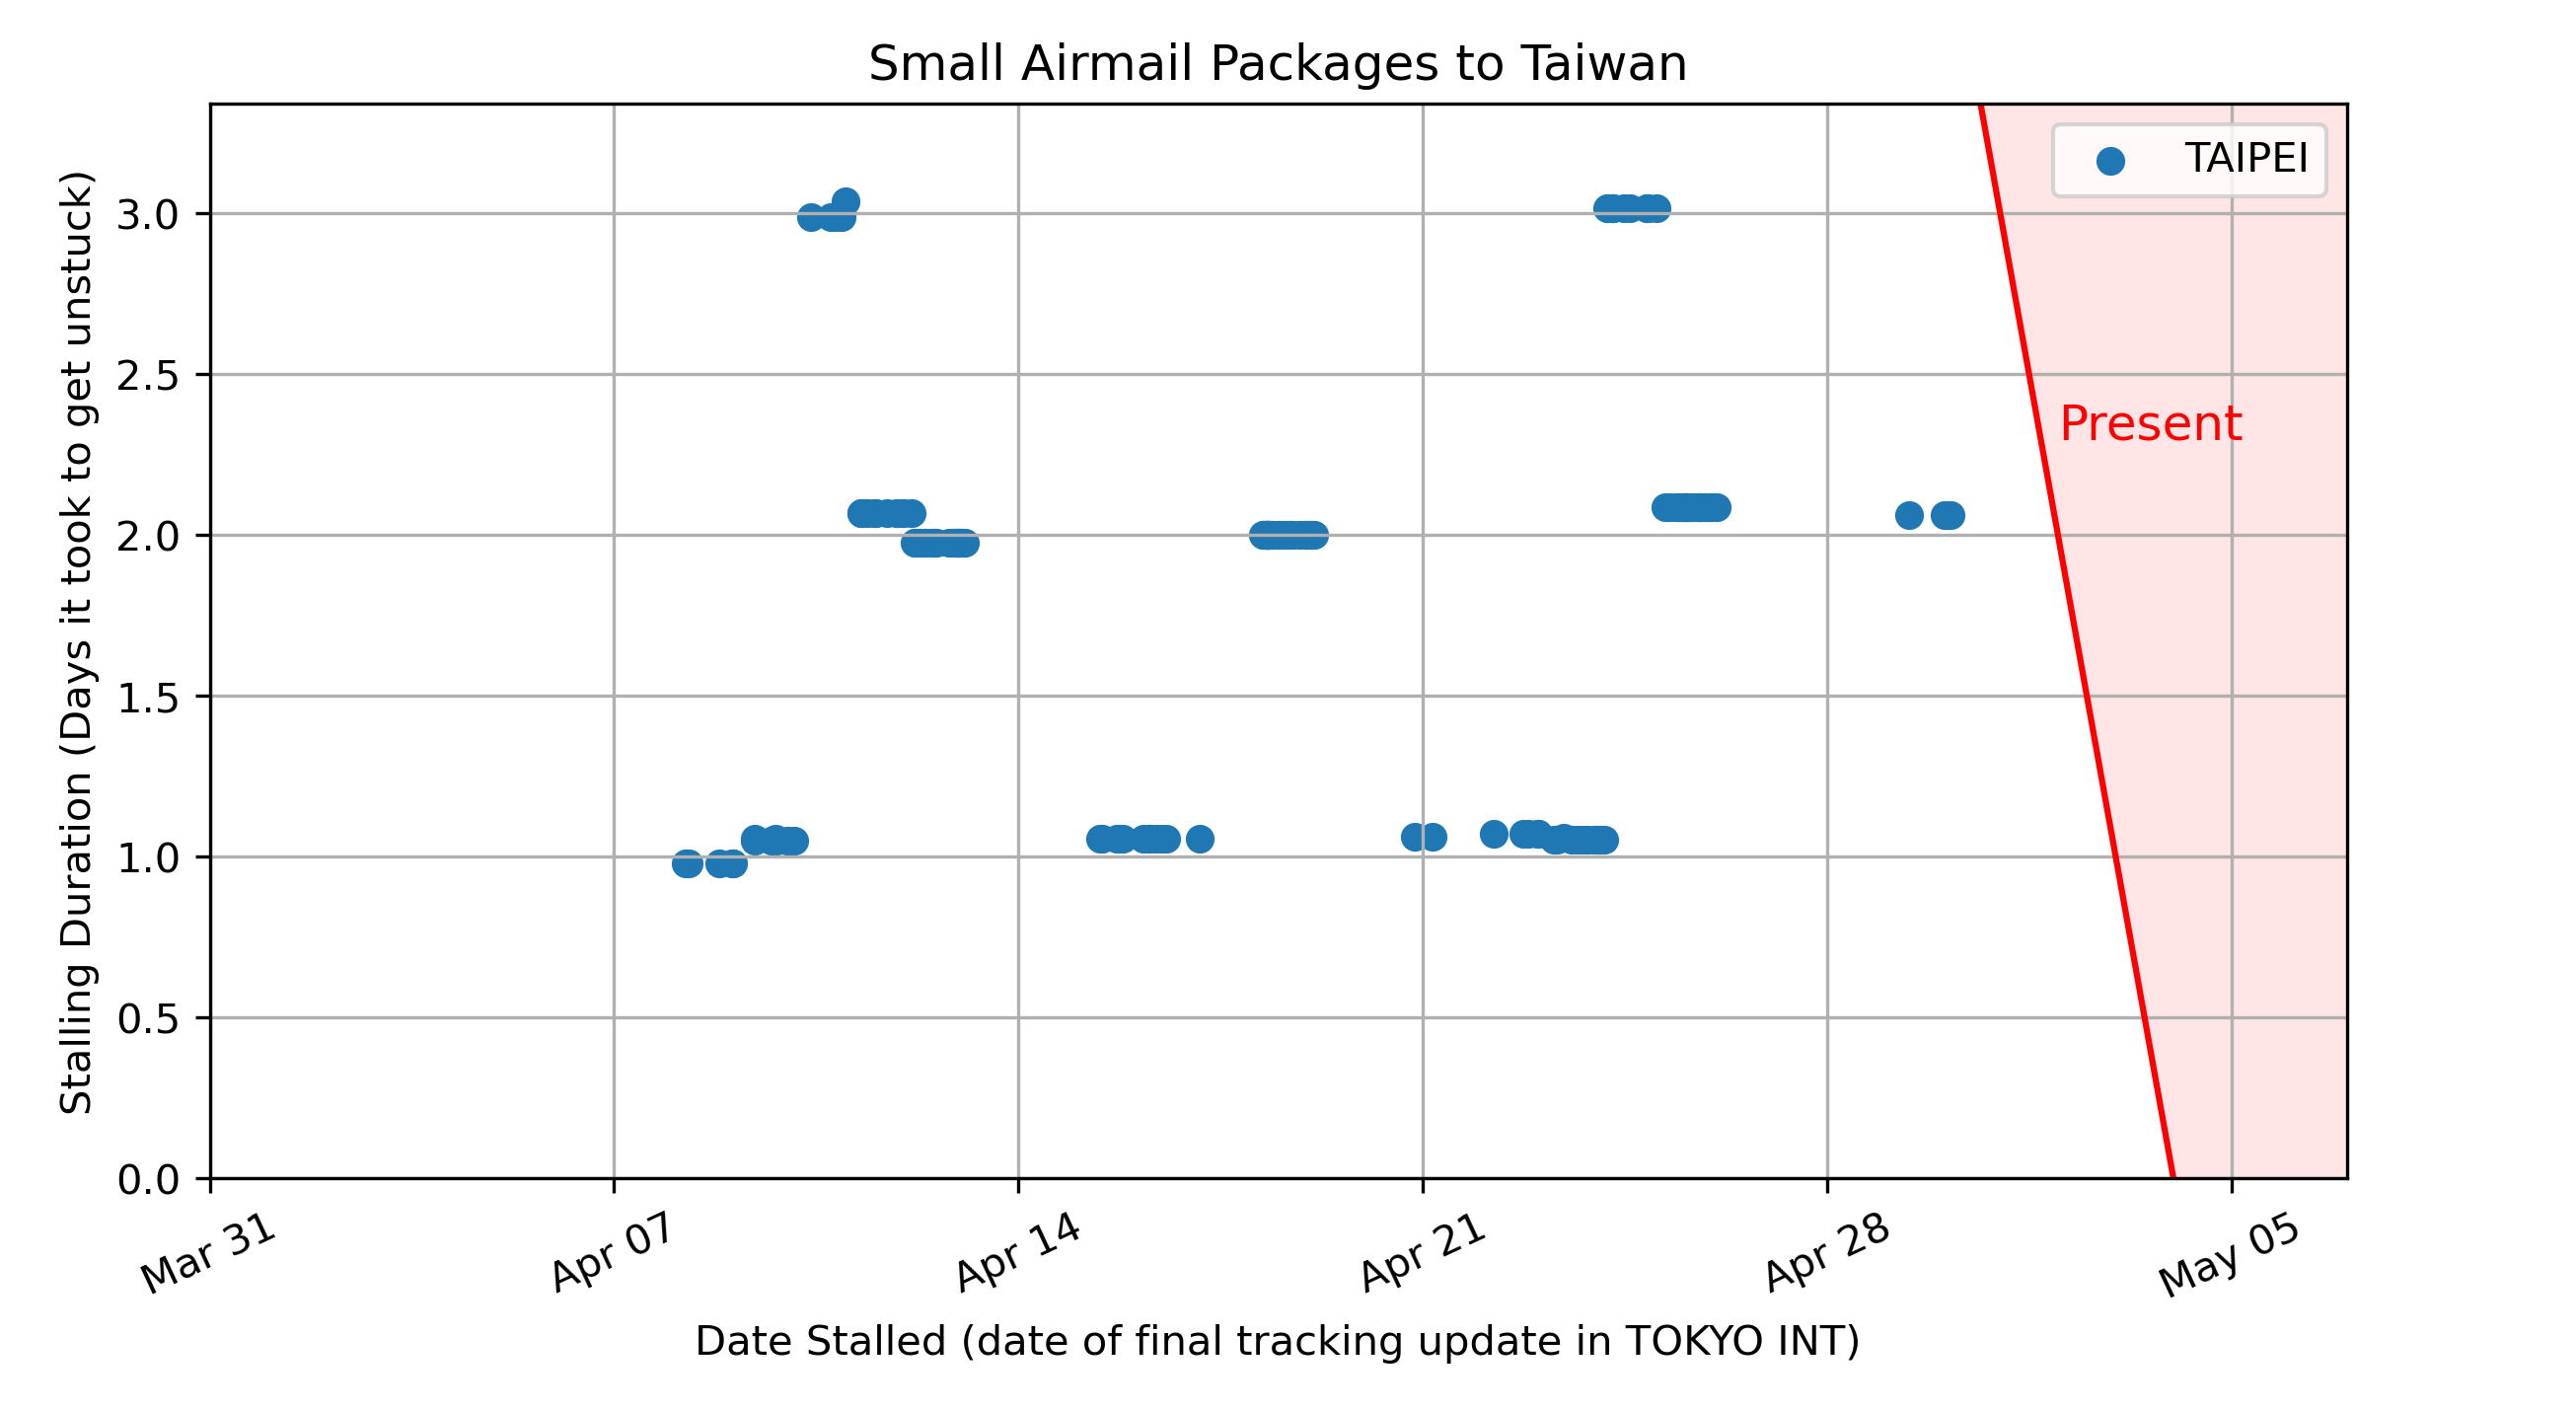 Small Airmail Packages to Taiwan
TAIPEI
Present
Stalling Duration (Days it took to get unstuck)
3.0
2.5
2.0
1.5
1.0
0.5
0.0
Mar 31
Apr 07
Apr 14
Apr 21
Apr 28
May 05
Date Stalled (date of final tracking update in TOKYO INT)